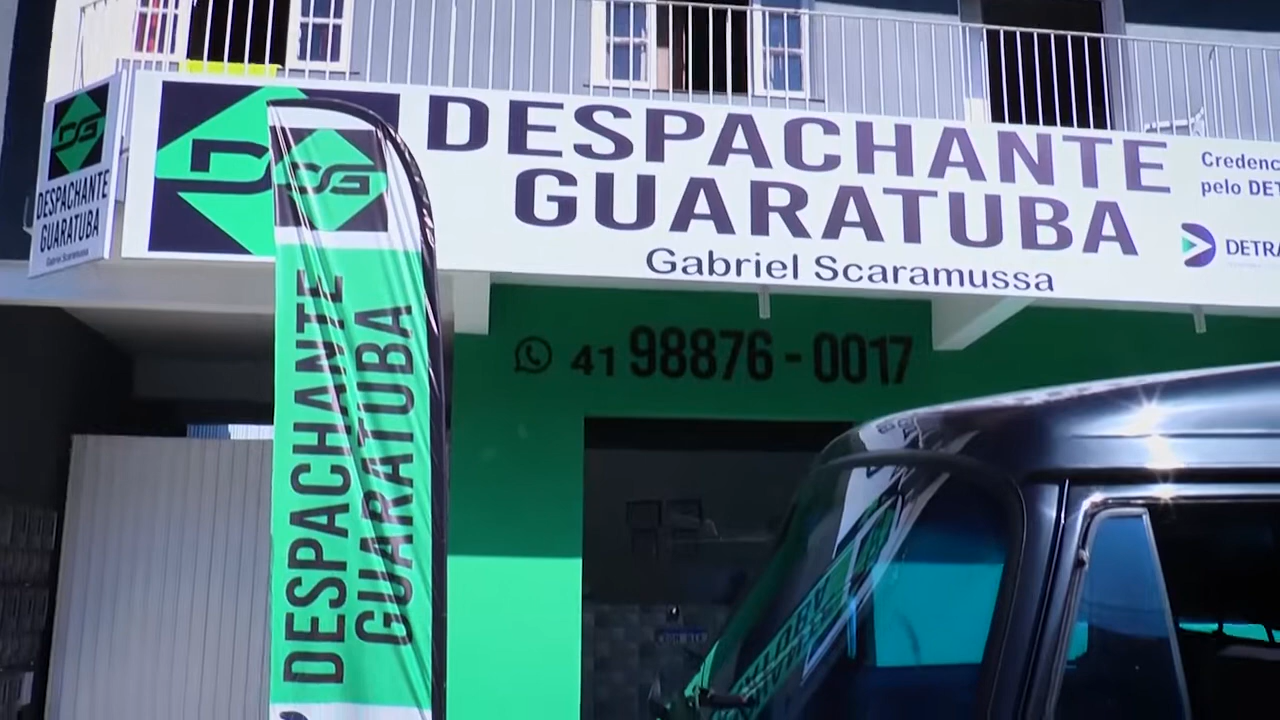 DG
DESPACHANTE
GUARATUBA
Gabriel Scaramussa
D
DG
DESPACHANTE
GUARATUBA
Gabriel Scaramussa
Credenc
pelo DET
DETRA
41 98876-0017
DESPACHANTE
GUARATUBA